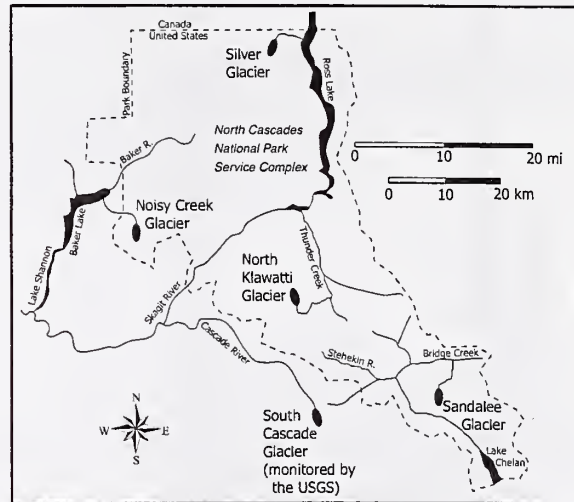 Canada
United States
Silver
Glacier
Park Boundary
Ross Lake
North Cascades
National Park
Service Complex
0 10 20 mi
0 10 20 km
Baker R.
Noisy Creek
Glacier
Baker Lake
Lake Shannon
Thunder Creek
North
Klawatti
Glacier
Skagit River
Cascade River
Stehekin R.
Bridge Creek
Sandalee
Glacier
South
Cascade
Glacier
(monitored by
the USGS)
Lake
Chelan
N
W E
S